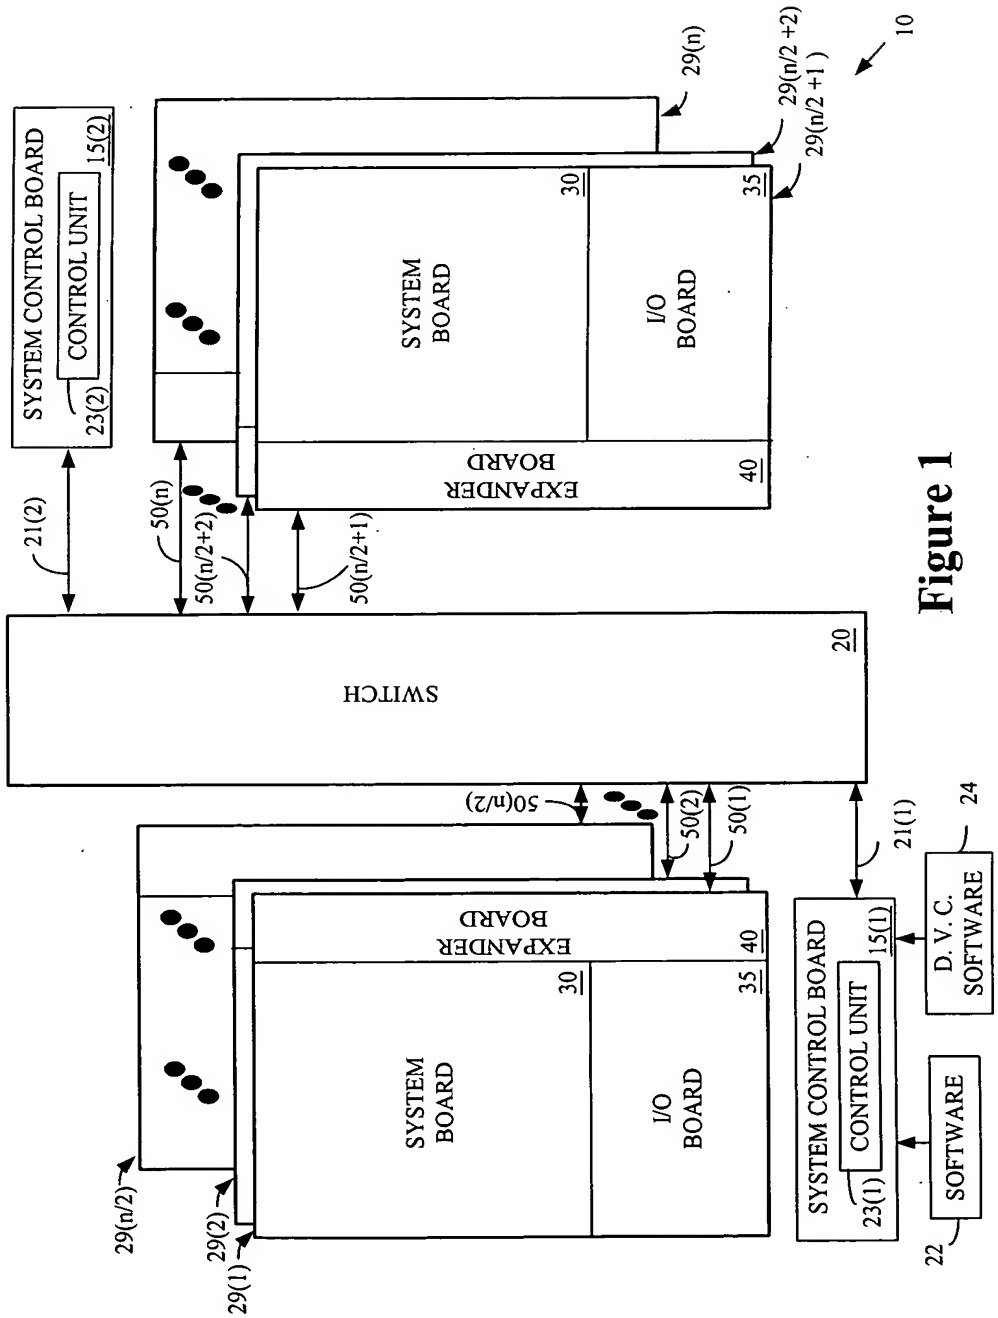 29(n/2)
29(2)
29(1)
SYSTEM
BOARD
30
I/O
BOARD
35
EXPANDER
BOARD
40
50(n/2)
50(2)
50(1)
21(1)
SYSTEM CONTROL BOARD
15(1)
CONTROL UNIT
23(1)
SOFTWARE
22
D. V. C.
SOFTWARE
24
SWITCH
20
SYSTEM CONTROL BOARD
15(2)
CONTROL UNIT
23(2)
21(2)
50(n)
50(n/2+2)
50(n/2+1)
EXPANDER
BOARD
40
SYSTEM
BOARD
30
I/O
BOARD
35
29(n)
29(n/2 +2)
29(n/2 +1 )
10
Figure 1